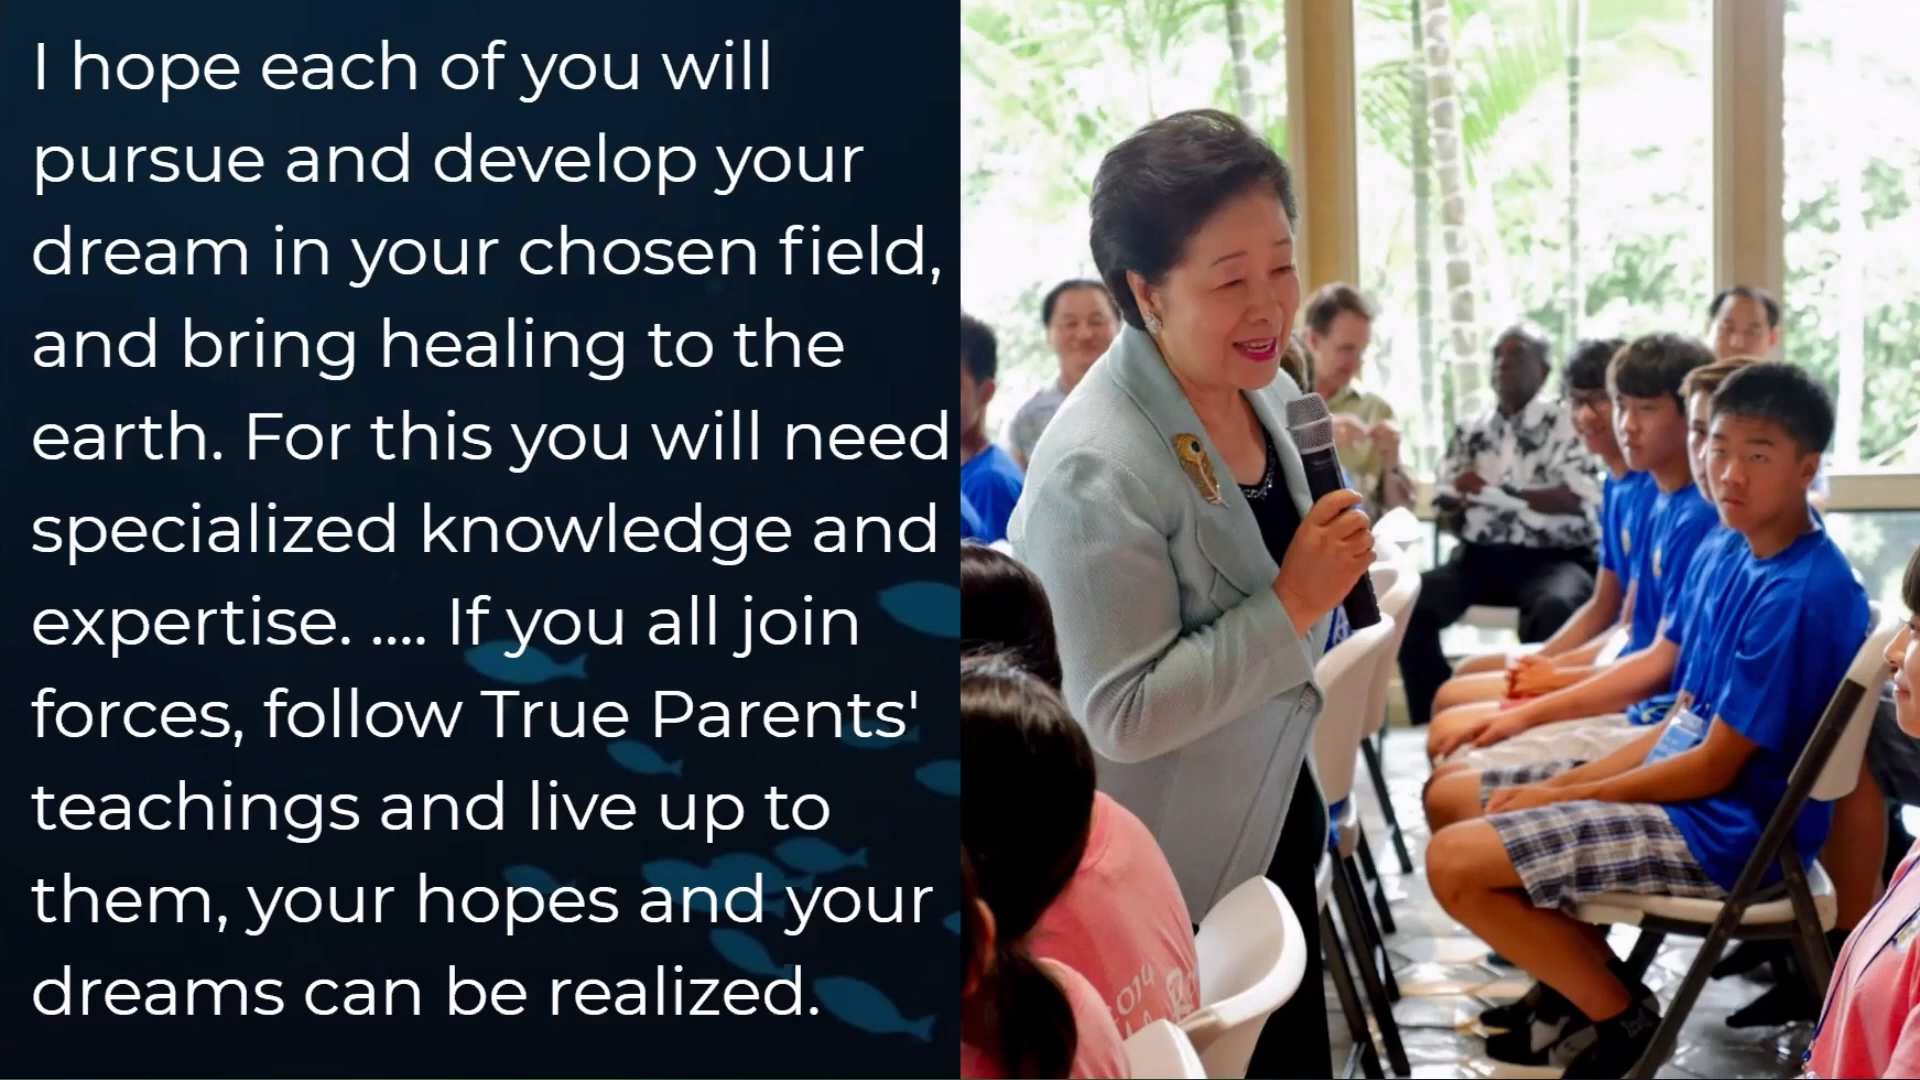 I hope each of you will
pursue and develop your
dream in your chosen field,
and bring healing to the
earth. For this you will need
specialized knowledge and
expertise. .... If you all join
forces, follow True Parents'
teachings and live up to
them, your hopes and your
dreams can be realized.
2014